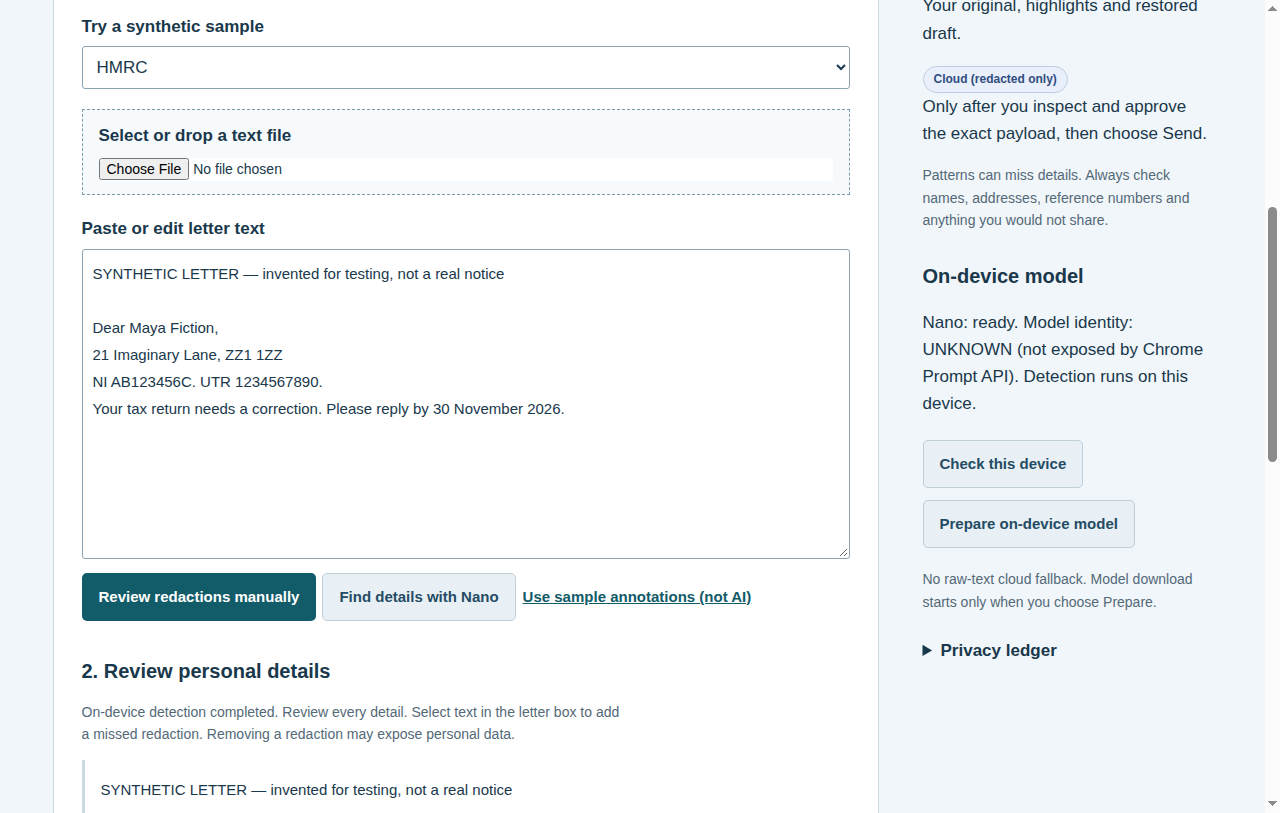 Try a synthetic sample
HMRC
Select or drop a text file
Choose File No file chosen
Paste or edit letter text
SYNTHETIC LETTER — invented for testing, not a real notice
Dear Maya Fiction,
21 Imaginary Lane, ZZ1 1ZZ
NI AB123456C. UTR 1234567890.
Your tax return needs a correction. Please reply by 30 November 2026.
Review redactions manually
Find details with Nano
Use sample annotations (not AI)
2. Review personal details
On-device detection completed. Review every detail. Select text in the letter box to add
a missed redaction. Removing a redaction may expose personal data.
SYNTHETIC LETTER — invented for testing, not a real notice
Your original, highlights and restored
draft.
Cloud (redacted only)
Only after you inspect and approve
the exact payload, then choose Send.
Patterns can miss details. Always check
names, addresses, reference numbers and
anything you would not share.
On-device model
Nano: ready. Model identity:
UNKNOWN (not exposed by Chrome
Prompt API). Detection runs on this
device.
Check this device
Prepare on-device model
No raw-text cloud fallback. Model download
starts only when you choose Prepare.
Privacy ledger